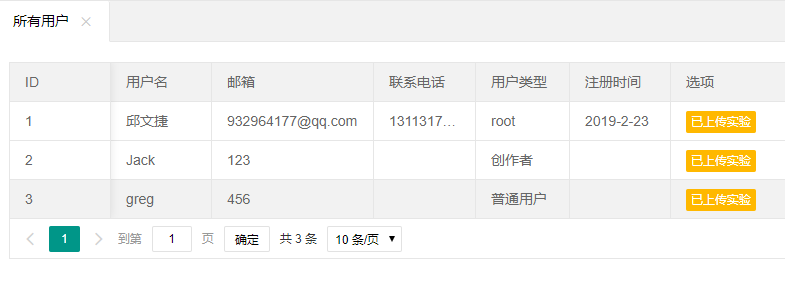 所有用户
ID 用户名 邮箱 联系电话 用户类型 注册时间 选项
1 邱文捷 932964177@qq.com 1311317... root 2019-2-23 已上传实验
2 Jack 123 创作者 已上传实验
3 greg 456 普通用户 已上传实验
1 到第 1 页 确定 共 3 条 10 条/页